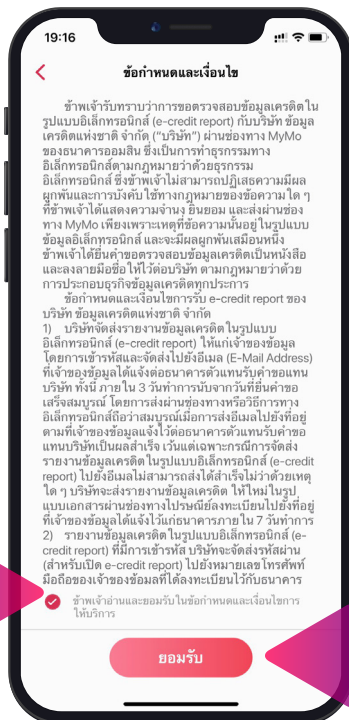 19:16
ข้อกำหนดและเงื่อนไข
ข้าพเจ้ารับทราบว่าการขอตรวจสอบข้อมูลเครดิตใน
รูปแบบอิเล็กทรอนิกส์ (e-credit report) กับบริษัท ข้อมูล
เครดิตแห่งชาติ จำกัด ("บริษัท") ผ่านช่องทาง MyMo
ของธนาคารออมสิน ซึ่งเป็นการทำธุรกรรมทาง
อิเล็กทรอนิกส์ตามกฎหมายว่าด้วยธุรกรรม
อิเล็กทรอนิกส์ ซึ่งข้าพเจ้าไม่สามารถปฏิเสธความมีผล
ผูกพันและการบังคับใช้ทางกฎหมายของข้อความใด ๆ
ที่ข้าพเจ้าได้แสดงความจำนง ยินยอม และส่งผ่านช่อง
ทาง MyMo เพียงเพราะเหตุที่ข้อความนั้นอยู่ในรูปแบบ
ข้อมูลอิเล็กทรอนิกส์ และจะมีผลผูกพันเสมือนหนึ่ง
ข้าพเจ้าได้ยื่นคำขอตรวจสอบข้อมูลเครดิตเป็นหนังสือ
และลงลายมือชื่อให้ไว้ต่อบริษัท ตามกฎหมายว่าด้วย
การประกอบธุรกิจข้อมูลเครดิตทุกประการ
ข้อกำหนดและเงื่อนไขการรับ e-credit report ของ
บริษัท ข้อมูลเครดิตแห่งชาติ จำกัด
1) บริษัทจัดส่งรายงานข้อมูลเครดิตในรูปแบบ
อิเล็กทรอนิกส์ (e-credit report) ให้แก่เจ้าของข้อมูล
โดยการเข้ารหัสและจัดส่งไปยังอีเมล (E-Mail Address)
ที่เจ้าของข้อมูลได้แจ้งต่อธนาคารตัวแทนรับคำขอแทน
บริษัท ทั้งนี้ ภายใน 3 วันทำการนับจากวันที่ยื่นคำขอ
เสร็จสมบูรณ์ โดยการส่งผ่านช่องทางหรือวิธีการทาง
อิเล็กทรอนิกส์ถือว่าสมบูรณ์เมื่อการส่งอีเมลไปยังที่อยู่
ตามที่เจ้าของข้อมูลแจ้งไว้ต่อธนาคารตัวแทนรับคำขอ
แทนบริษัทเป็นผลสำเร็จ เว้นแต่เฉพาะกรณีการจัดส่ง
รายงานข้อมูลเครดิตในรูปแบบอิเล็กทรอนิกส์ (e-credit
report) ไปยังอีเมลไม่สามารถส่งได้สำเร็จไม่ว่าด้วยเหตุ
ใด ๆ บริษัทจะส่งรายงานข้อมูลเครดิต ให้ใหม่ในรูป
แบบเอกสารผ่านช่องทางไปรษณีย์ลงทะเบียนไปยังที่อยู่
ที่เจ้าของข้อมูลได้แจ้งไว้แก่ธนาคารภายใน 7 วันทำการ
2) รายงานข้อมูลเครดิตในรูปแบบอิเล็กทรอนิกส์ (e-
credit report) ที่มีการเข้ารหัส บริษัทจะจัดส่งรหัสผ่าน
(สำหรับเปิด e-credit report) ไปยังหมายเลขโทรศัพท์
มือถือของเจ้าของข้อมูลที่ได้ลงทะเบียนไว้กับธนาคาร
ข้าพเจ้าอ่านและยอมรับในข้อกำหนดและเงื่อนไขการ
ให้บริการ
ยอมรับ